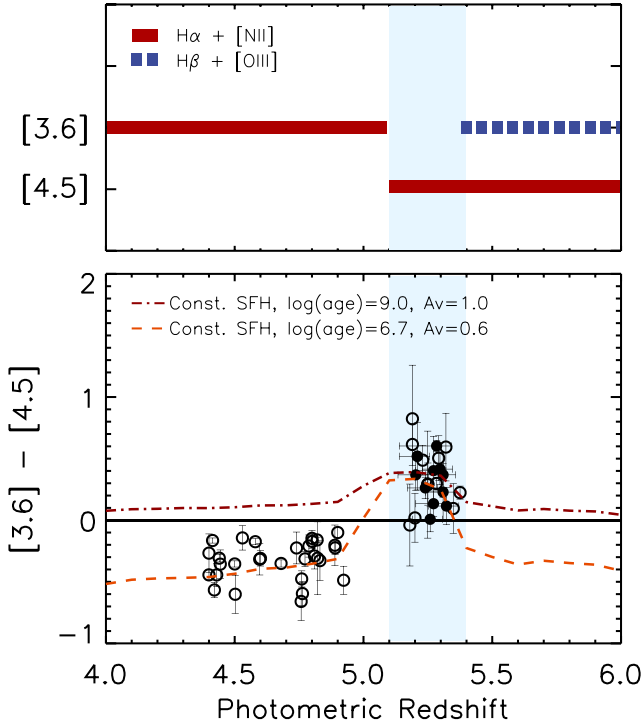 Hα + [NII]
Hβ + [OIII]
[3.6]
[4.5]
2
Const. SFH, log(age)=9.0, Av=1.0
Const. SFH, log(age)=6.7, Av=0.6
1
0
−1
[3.6] − [4.5]
4.0 4.5 5.0 5.5 6.0
Photometric Redshift